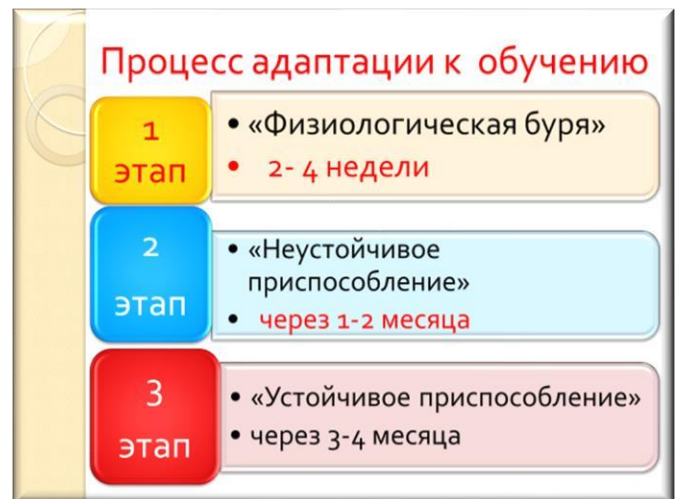 Процесс адаптации к обучению
1
этап
• «Физиологическая буря»
• 2- 4 недели
2
этап
• «Неустойчивое
приспособление»
• через 1-2 месяца
3
этап
• «Устойчивое приспособление»
• через 3-4 месяца